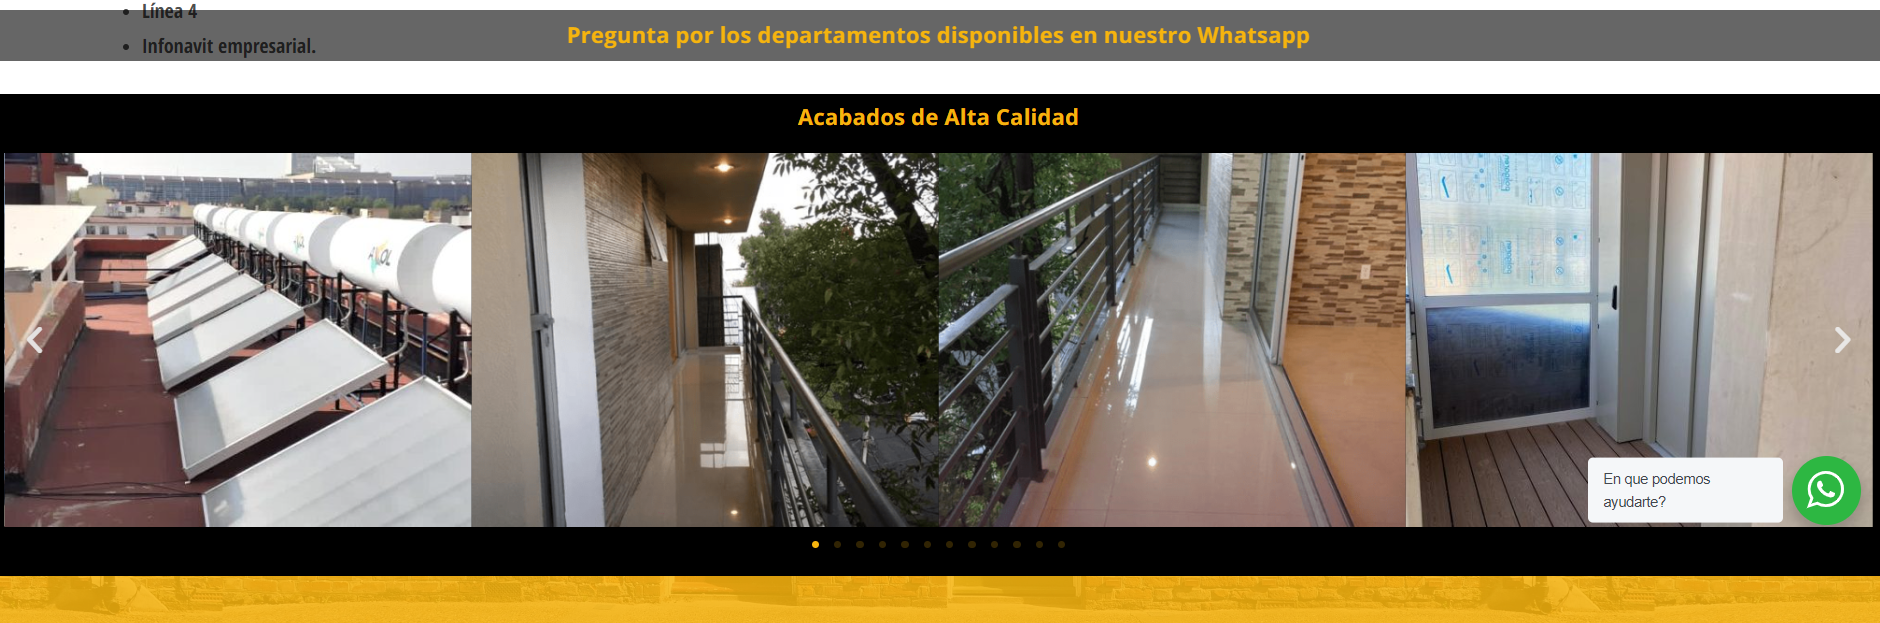 Línea 4
Infonavit empresarial.
Pregunta por los departamentos disponibles en nuestro Whatsapp
Acabados de Alta Calidad
En que podemos
ayudarte?